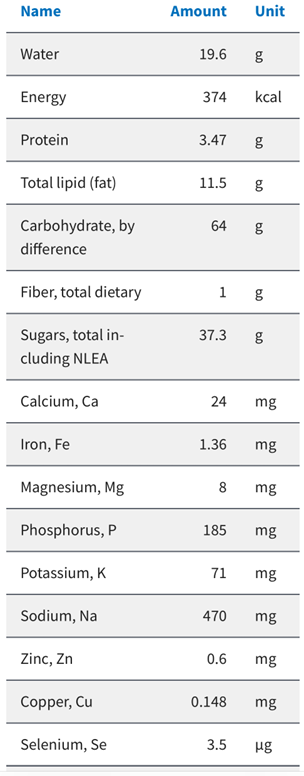 Name Amount Unit
Water 19.6 g
Energy 374 kcal
Protein 3.47 g
Total lipid (fat) 11.5 g
Carbohydrate, by 64 g
difference
Fiber, total dietary 1 g
Sugars, total in- 37.3 g
cluding NLEA
Calcium, Ca 24 mg
Iron, Fe 1.36 mg
Magnesium, Mg 8 mg
Phosphorus, P 185 mg
Potassium, K 71 mg
Sodium, Na 470 mg
Zinc, Zn 0.6 mg
Copper, Cu 0.148 mg
Selenium, Se 3.5 µg